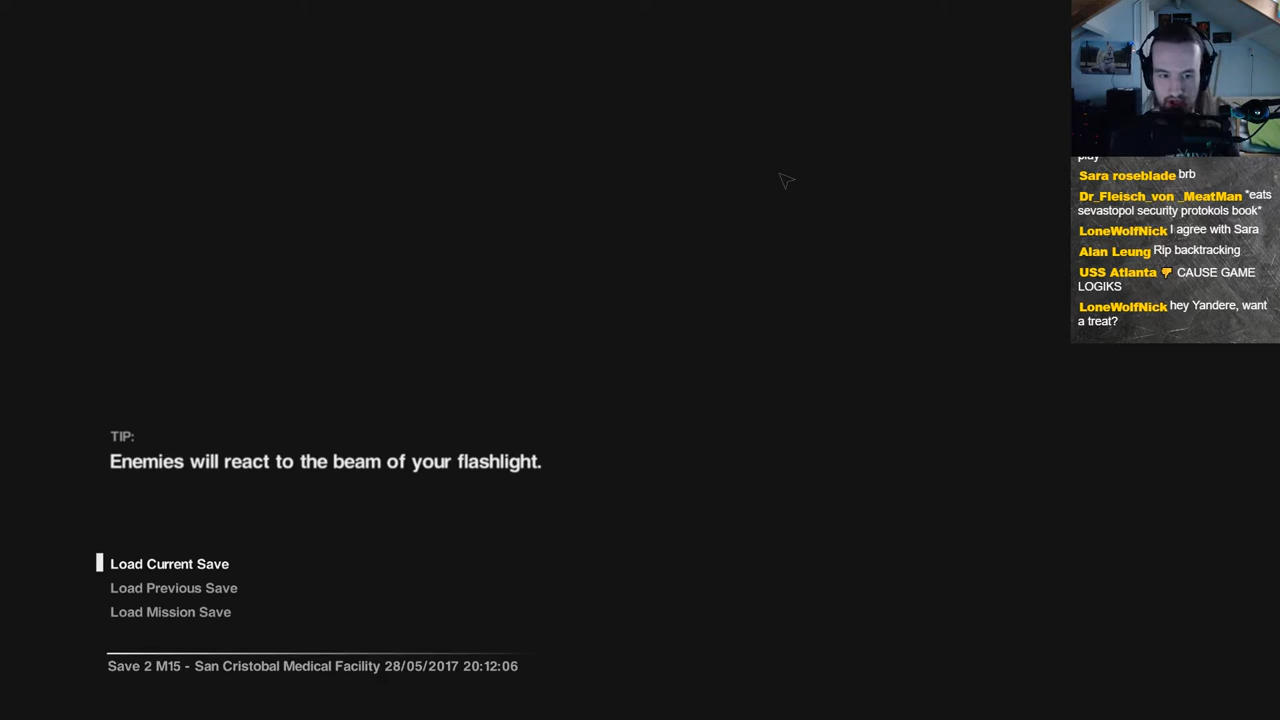 play
Sara roseblade brb
Dr_Fleisch_von _MeatMan *eats
sevastopol security protokols book*
LoneWolfNick I agree with Sara
Alan Leung Rip backtracking
USS Atlanta 👎 CAUSE GAME
LOGIKS
LoneWolfNick hey Yandere, want
a treat?
TIP:
Enemies will react to the beam of your flashlight.
Load Current Save
Load Previous Save
Load Mission Save
Save 2 M15 - San Cristobal Medical Facility 28/05/2017 20:12:06